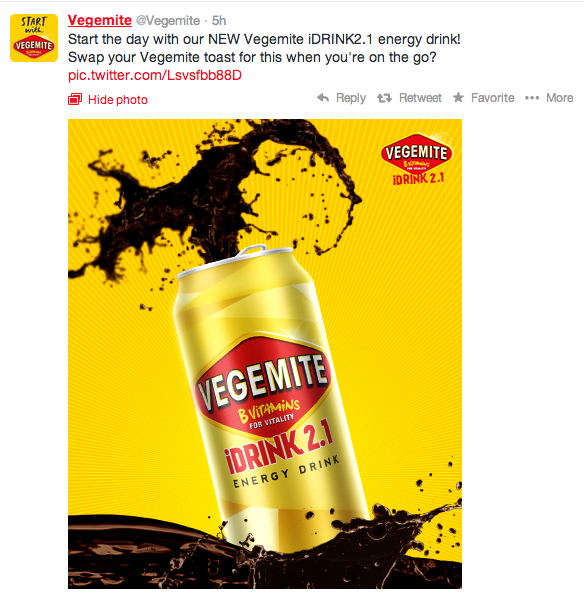 START
with
VEGEMITE
Vegemite @Vegemite · 5h
Start the day with our NEW Vegemite iDRINK2.1 energy drink!
Swap your Vegemite toast for this when you're on the go?
pic.twitter.com/Lsvsfbb88D
Hide photo
Reply Retweet Favorite ••• More
VEGEMITE
B Vitamins
FOR VITALITY
iDRINK 2.1
VEGEMITE
B VITAMINS
FOR VITALITY
iDRINK 2.1
ENERGY DRINK